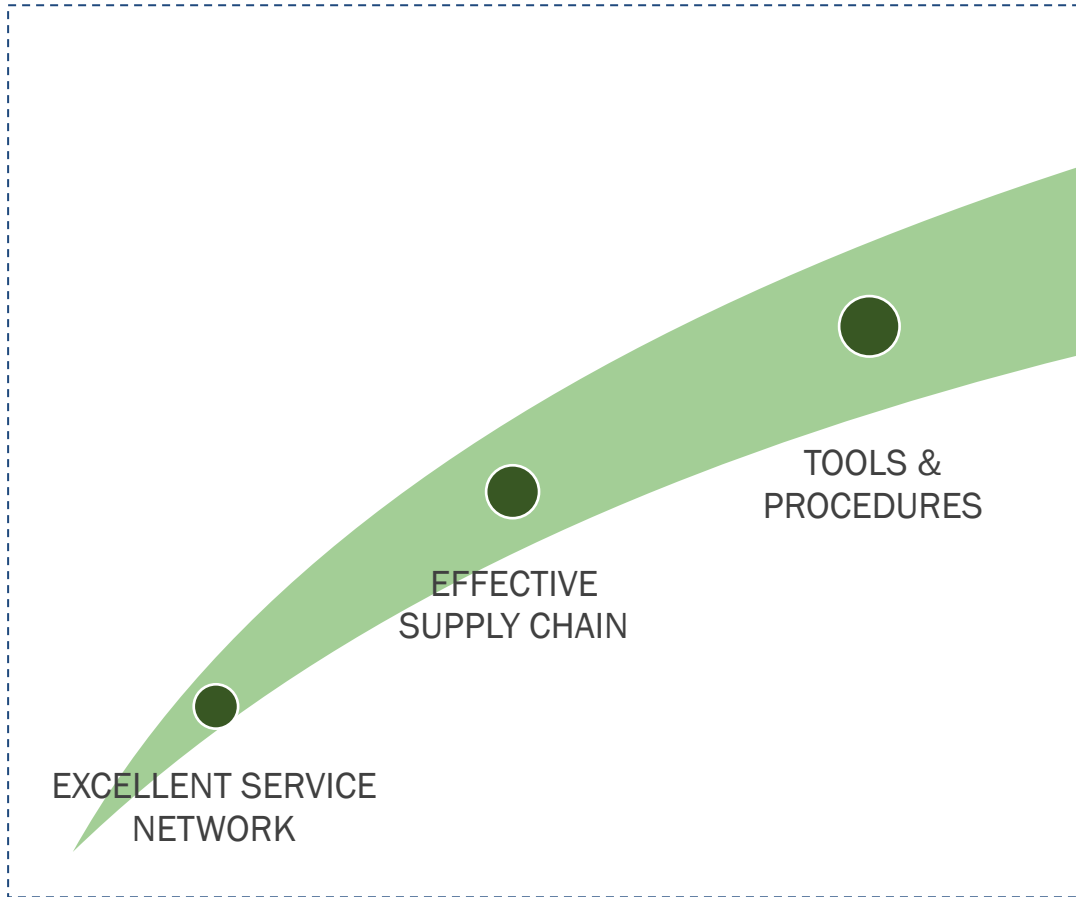 TOOLS &
PROCEDURES
EFFECTIVE
SUPPLY CHAIN
EXCELLENT SERVICE
NETWORK